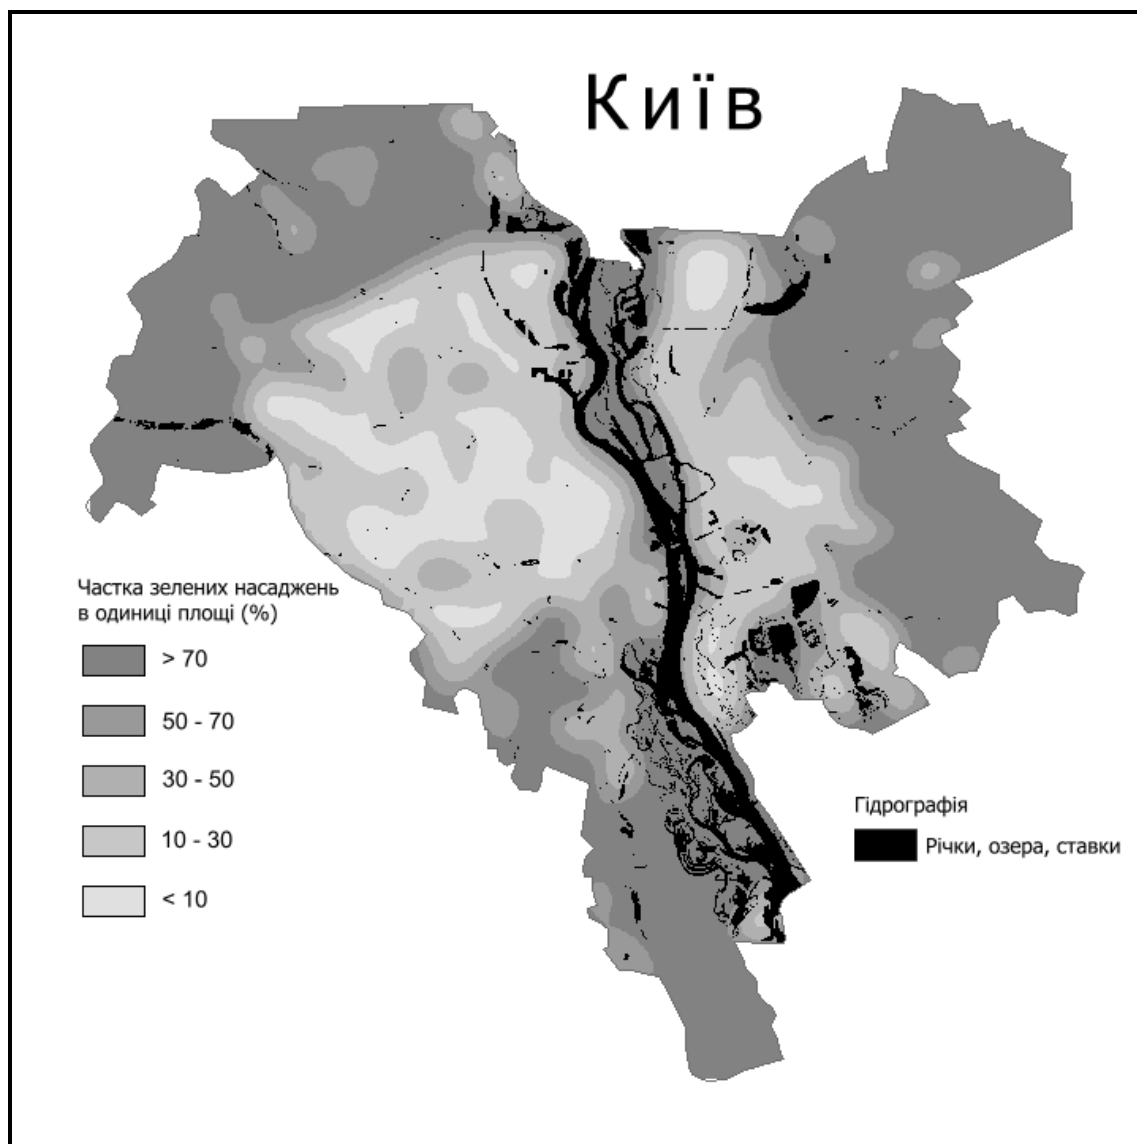 Київ
Частка зелених насаджень
в одиниці площі (%)
> 70
50 - 70
30 - 50
10 - 30
< 10
Гідрографія
Річки, озера, ставки